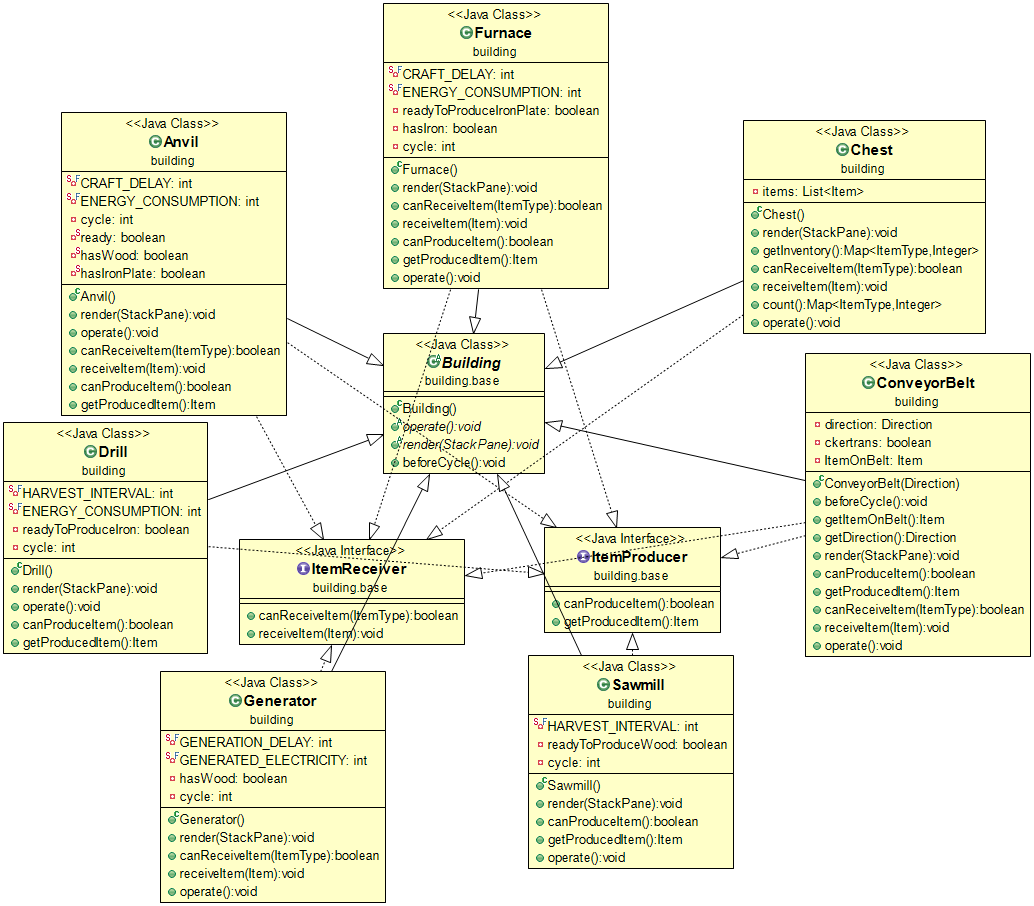 <<Java Class>>
Furnace
building
CRAFT_DELAY: int
ENERGY_CONSUMPTION: int
readyToProduceIronPlate: boolean
hasIron: boolean
cycle: int
Furnace()
render(StackPane):void
canReceiveItem(ItemType):boolean
receiveItem(Item):void
canProduceItem():boolean
getProducedItem():Item
operate():void
<<Java Class>>
Anvil
building
CRAFT_DELAY: int
ENERGY_CONSUMPTION: int
cycle: int
ready: boolean
hasWood: boolean
hasIronPlate: boolean
Anvil()
render(StackPane):void
operate():void
canReceiveItem(ItemType):boolean
receiveItem(Item):void
canProduceItem():boolean
getProducedItem():Item
<<Java Class>>
Chest
building
items: List<Item>
Chest()
render(StackPane):void
getInventory():Map<ItemType,Integer>
canReceiveItem(ItemType):boolean
receiveItem(Item):void
count():Map<ItemType,Integer>
operate():void
<<Java Class>>
Building
building.base
Building()
operate():void
render(StackPane):void
beforeCycle():void
<<Java Class>>
ConveyorBelt
building
direction: Direction
ckertrans: boolean
ItemOnBelt: Item
ConveyorBelt(Direction)
beforeCycle():void
getItemOnBelt():Item
getDirection():Direction
render(StackPane):void
canProduceItem():boolean
getProducedItem():Item
canReceiveItem(ItemType):boolean
receiveItem(Item):void
operate():void
<<Java Class>>
Drill
building
HARVEST_INTERVAL: int
ENERGY_CONSUMPTION: int
readyToProduceIron: boolean
cycle: int
Drill()
render(StackPane):void
operate():void
canProduceItem():boolean
getProducedItem():Item
<<Java Interface>>
ItemReceiver
building.base
canReceiveItem(ItemType):boolean
receiveItem(Item):void
<<Java Interface>>
ItemProducer
building.base
canProduceItem():boolean
getProducedItem():Item
<<Java Class>>
Generator
building
GENERATION_DELAY: int
GENERATED_ELECTRICITY: int
hasWood: boolean
cycle: int
Generator()
render(StackPane):void
canReceiveItem(ItemType):boolean
receiveItem(Item):void
operate():void
<<Java Class>>
Sawmill
building
HARVEST_INTERVAL: int
readyToProduceWood: boolean
cycle: int
Sawmill()
render(StackPane):void
canProduceItem():boolean
getProducedItem():Item
operate():void